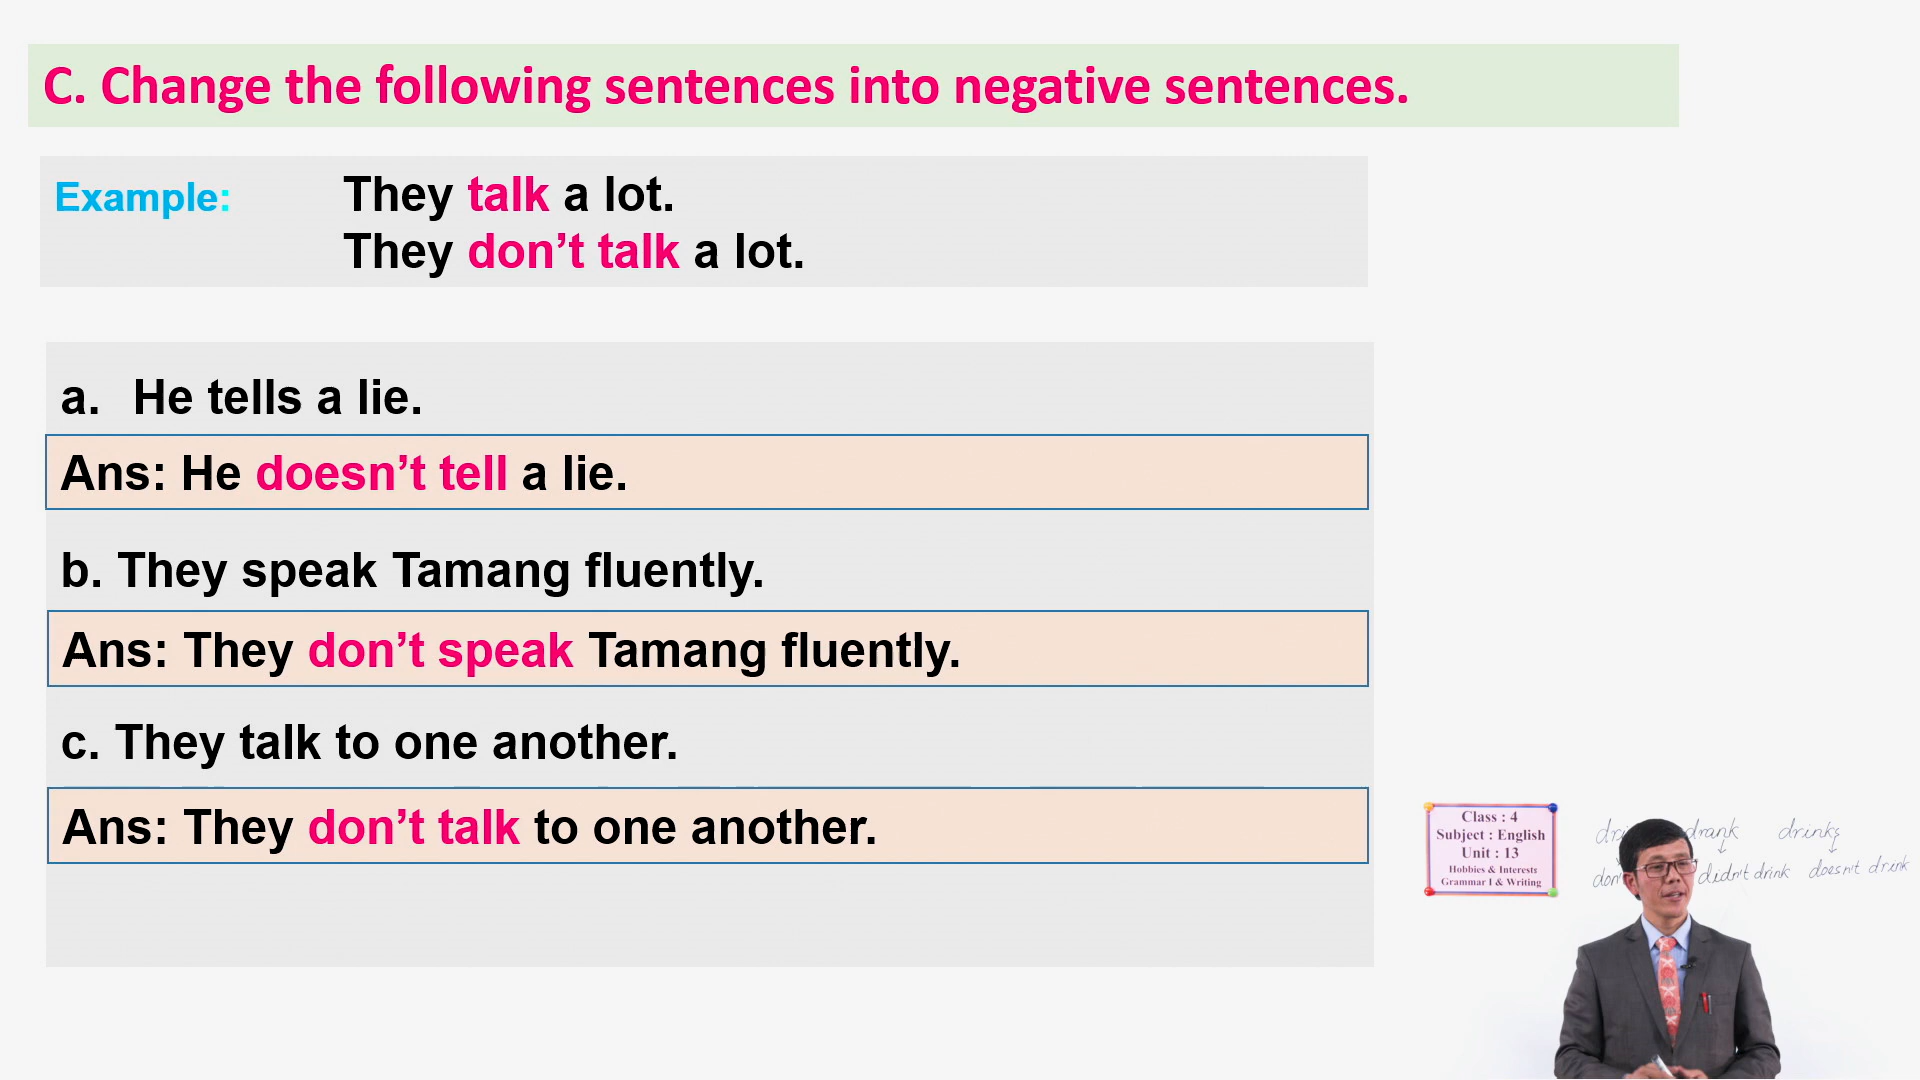 C. Change the following sentences into negative sentences.
Example: They talk a lot.
They don’t talk a lot.
a. He tells a lie.
Ans: He doesn’t tell a lie.
b. They speak Tamang fluently.
Ans: They don’t speak Tamang fluently.
c. They talk to one another.
Ans: They don’t talk to one another.
Class : 4
Subject : English
Unit : 13
Hobbies & Interests
Grammar I & Writing
drank drinks
didn't drink doesn't drink